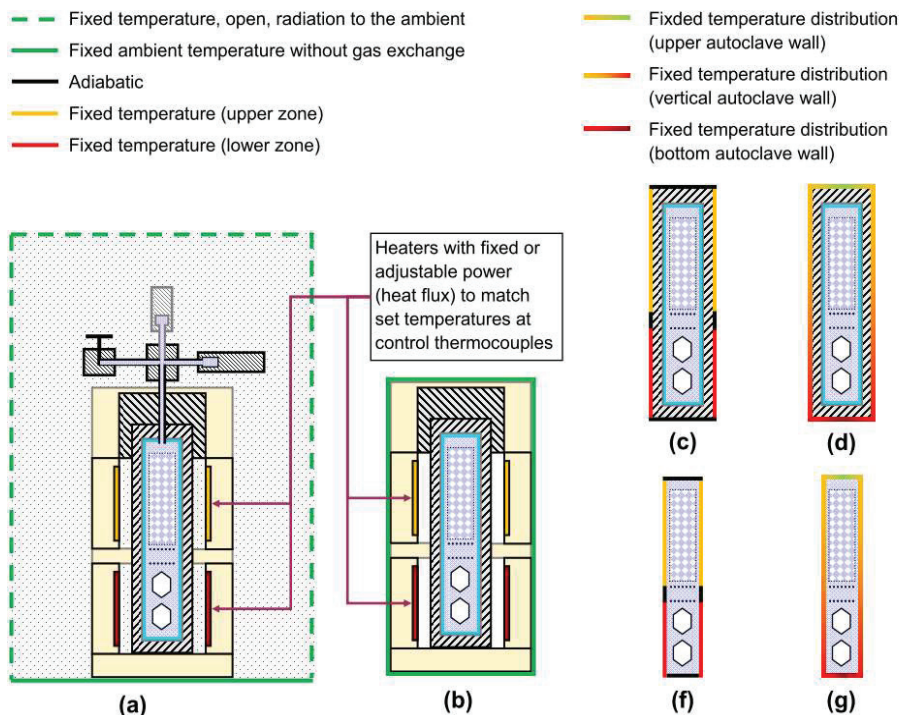 Fixed temperature, open, radiation to the ambient
Fixed ambient temperature without gas exchange
Adiabatic
Fixed temperature (upper zone)
Fixed temperature (lower zone)
Fixded temperature distribution
(upper autoclave wall)
Fixed temperature distribution
(vertical autoclave wall)
Fixed temperature distribution
(bottom autoclave wall)
Heaters with fixed or
adjustable power
(heat flux) to match
set temperatures at
control thermocouples
(a)
(b)
(c)
(d)
(f)
(g)